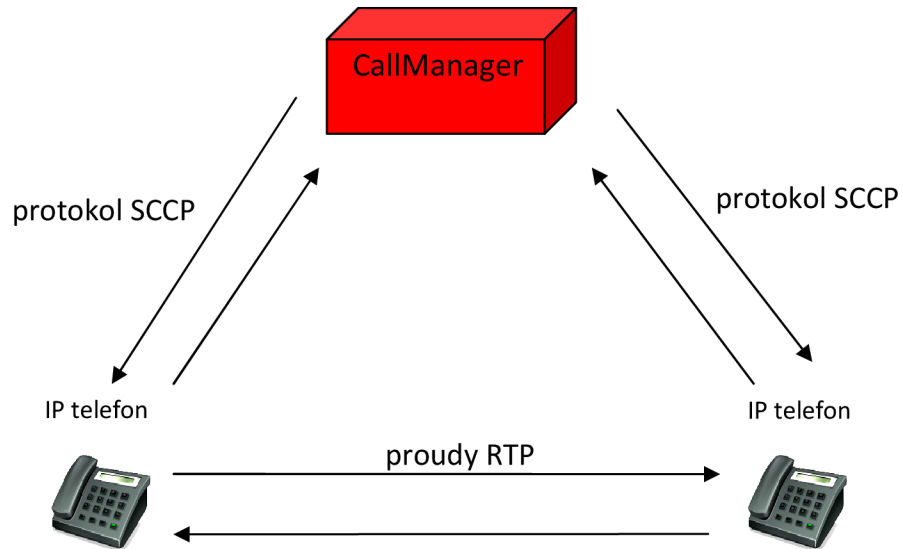 CallManager
protokol SCCP
protokol SCCP
IP telefon
IP telefon
proudy RTP